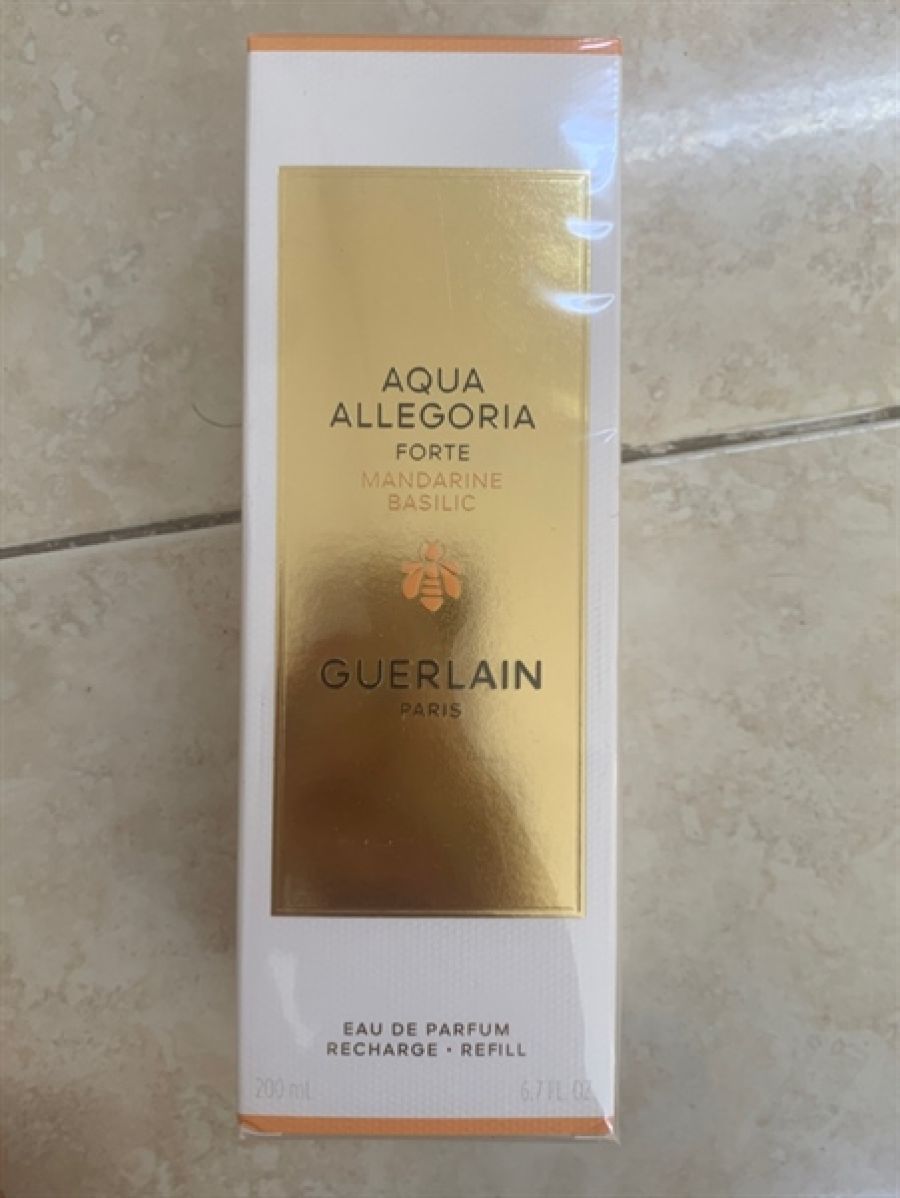 AQUA
ALLEGORIA
FORTE
MANDARINE
BASILIC
GUERLAIN
PARIS
EAU DE PARFUM
RECHARGE • REFILL
200 mL 6.7 FL. OZ